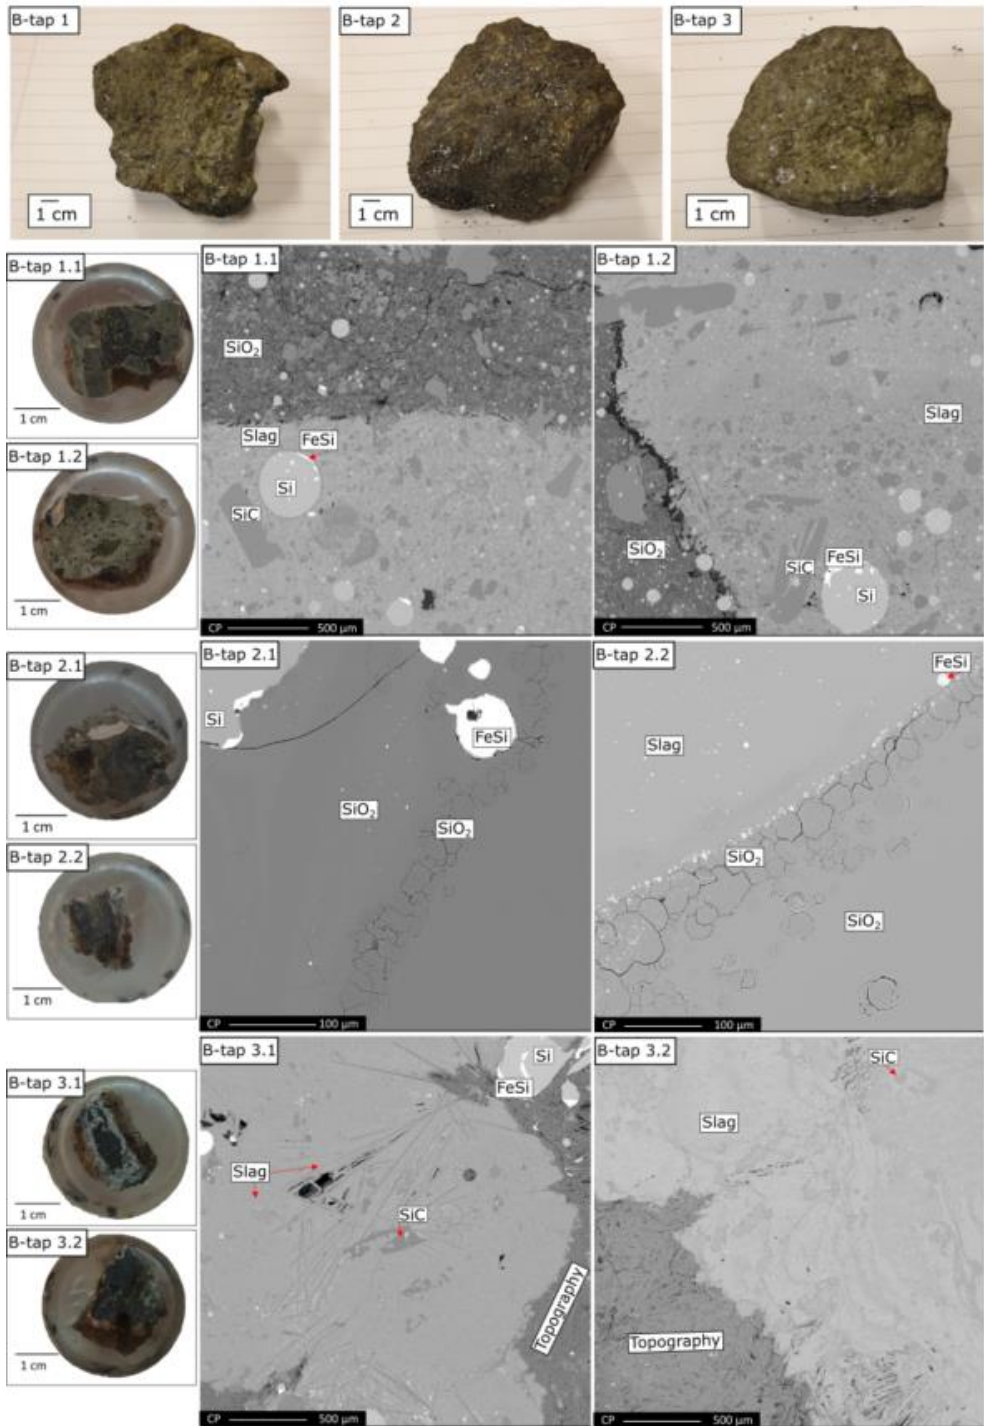 B-tap 1
B-tap 2
B-tap 3
1 cm
1 cm
1 cm
B-tap 1.1
1 cm
B-tap 1.2
1 cm
B-tap 1.1
SiO₂
Slag
FeSi
Si
SiC
CP 500 µm
B-tap 1.2
Slag
SiO₂
SiC
FeSi
Si
CP 500 µm
B-tap 2.1
1 cm
B-tap 2.2
1 cm
B-tap 2.1
Si
FeSi
SiO₂
SiO₂
CP 100 µm
B-tap 2.2
FeSi
Slag
SiO₂
SiO₂
CP 100 µm
B-tap 3.1
1 cm
B-tap 3.2
1 cm
B-tap 3.1
Si
FeSi
Slag
SiC
Topography
CP 500 µm
B-tap 3.2
SiC
Slag
Topography
CP 500 µm